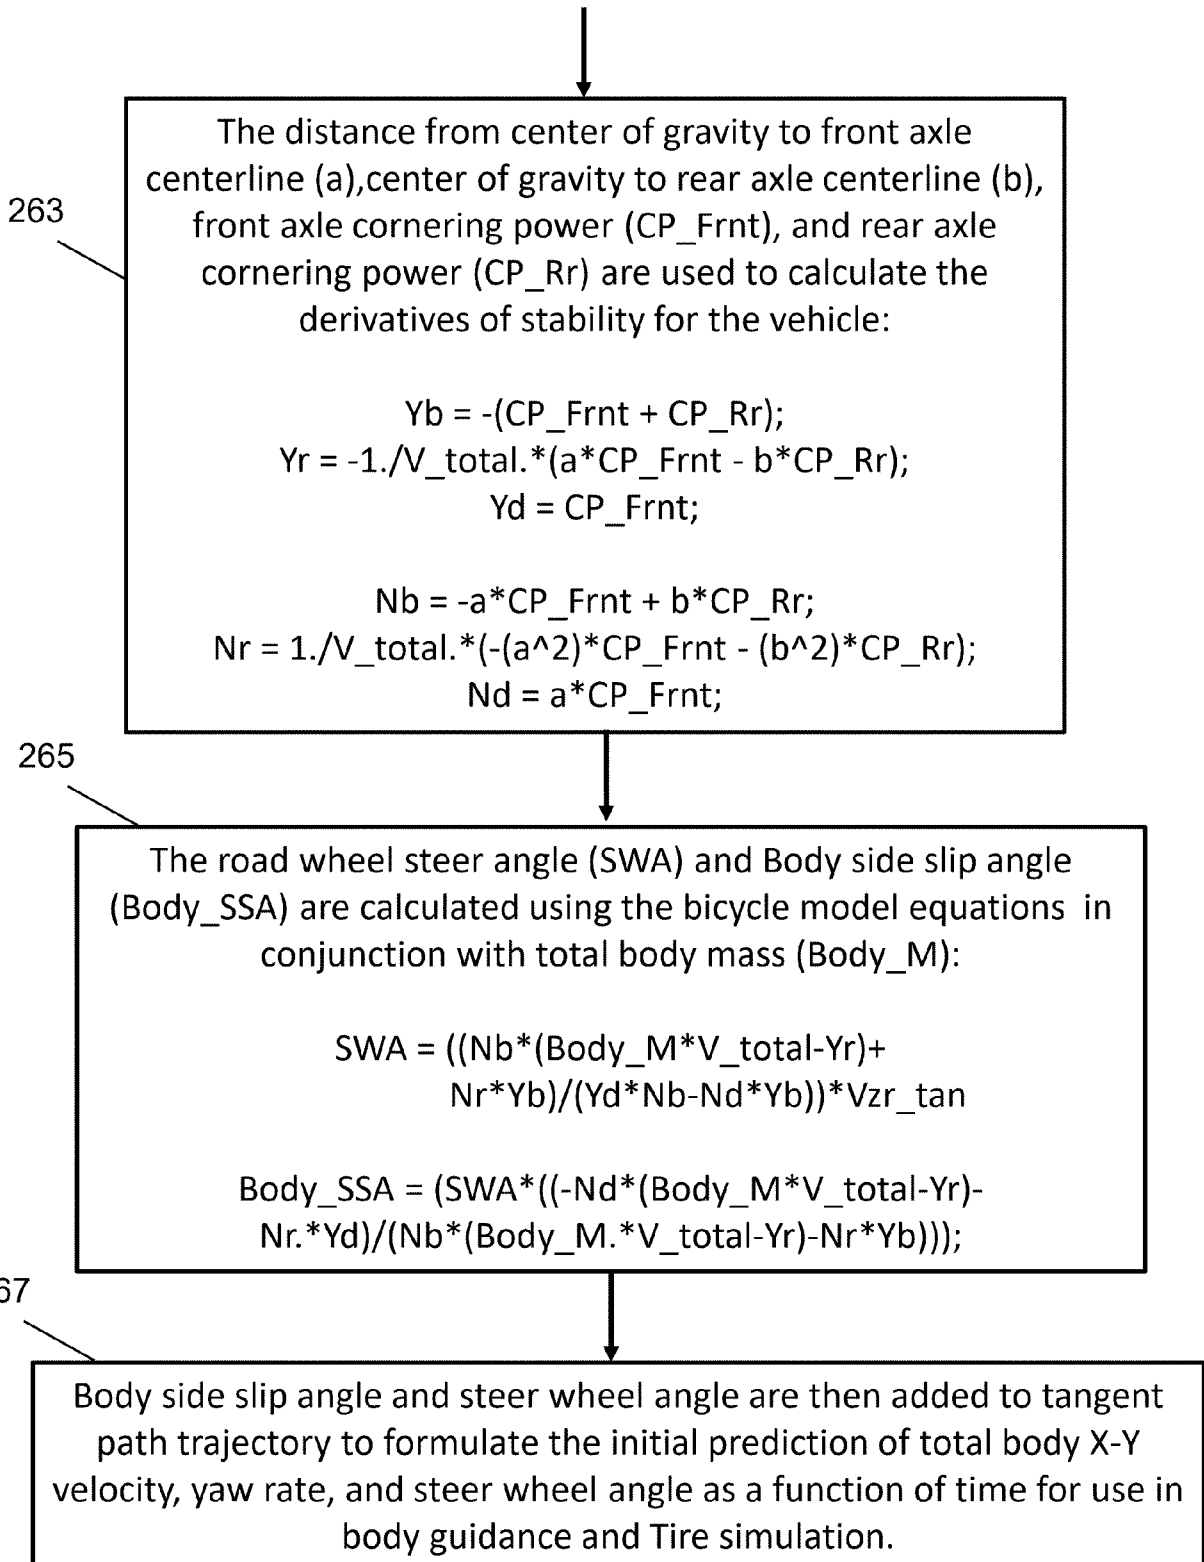 263
The distance from center of gravity to front axle
centerline (a),center of gravity to rear axle centerline (b),
front axle cornering power (CP_Frnt), and rear axle
cornering power (CP_Rr) are used to calculate the
derivatives of stability for the vehicle:
Yb = -(CP_Frnt + CP_Rr);
Yr = -1./V_total.*(a*CP_Frnt - b*CP_Rr);
Yd = CP_Frnt;
Nb = -a*CP_Frnt + b*CP_Rr;
Nr = 1./V_total.*(-(a^2)*CP_Frnt - (b^2)*CP_Rr);
Nd = a*CP_Frnt;
265
The road wheel steer angle (SWA) and Body side slip angle
(Body_SSA) are calculated using the bicycle model equations in
conjunction with total body mass (Body_M):
SWA = ((Nb*(Body_M*V_total-Yr)+
Nr*Yb)/(Yd*Nb-Nd*Yb))*Vzr_tan
Body_SSA = (SWA*((-Nd*(Body_M*V_total-Yr)-
Nr.*Yd)/(Nb*(Body_M.*V_total-Yr)-Nr*Yb)));
67
Body side slip angle and steer wheel angle are then added to tangent
path trajectory to formulate the initial prediction of total body X-Y
velocity, yaw rate, and steer wheel angle as a function of time for use in
body guidance and Tire simulation.